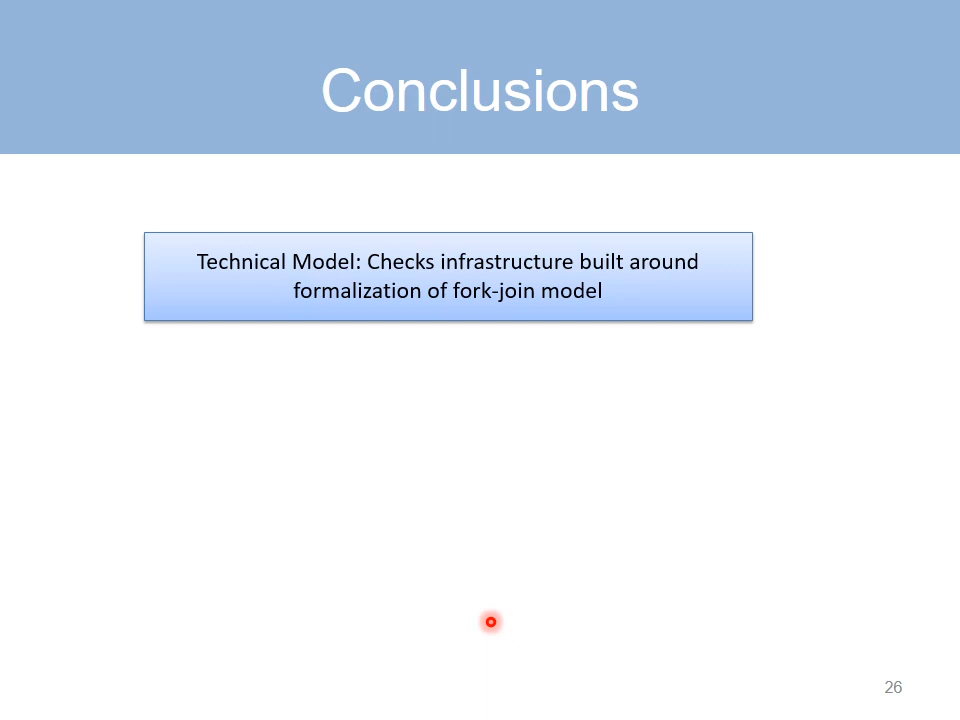 Conclusions
Technical Model: Checks infrastructure built around
formalization of fork-join model
26